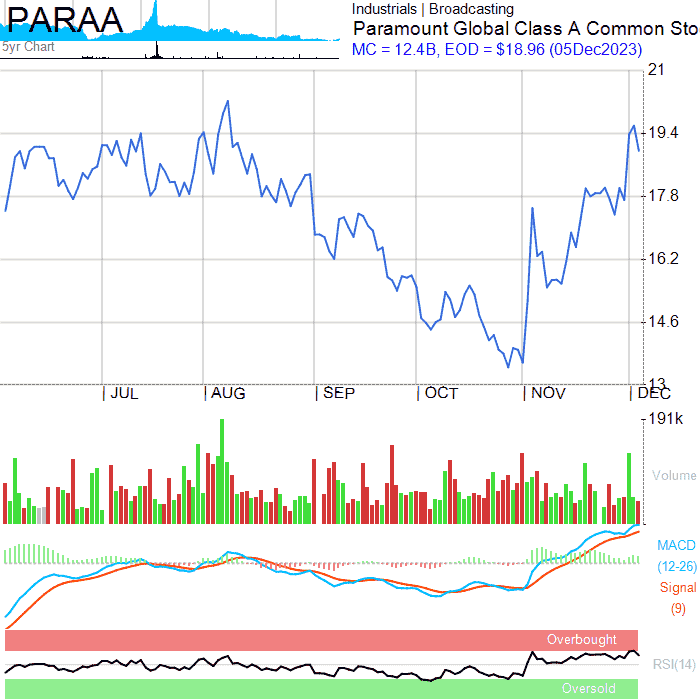 PARAA
5yr Chart
Industrials | Broadcasting
Paramount Global Class A Common Sto
MC = 12.4B, EOD = $18.96 (05Dec2023)
21
19.4
17.8
16.2
14.6
13
| JUL | AUG | SEP | OCT | NOV | DEC
191k
Volume
MACD
(12-26)
Signal
(9)
Overbought
RSI(14)
Oversold